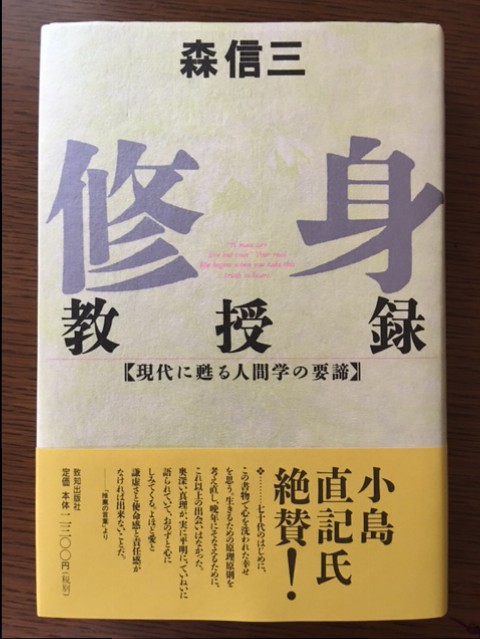 森信三
修身
教授録
【現代に甦る人間学の要諦】
小島
直記氏
絶賛！
❖………七十代のはじめに、
この書物で心を洗われた幸せ
を思う。生きるための原理原則を
考え直し、晩年にそなえるために、
これ以上の出会いはなかった。
奥深い真理が、実に平明に、ていねいに
語られていて、おのずと心に
しみてくる。よほど愛と
謙虚さと使命感と責任感が
なければ出来ないことだ。
――「推薦の言葉」より
致知出版社
定価 本体二三〇〇円(税別)